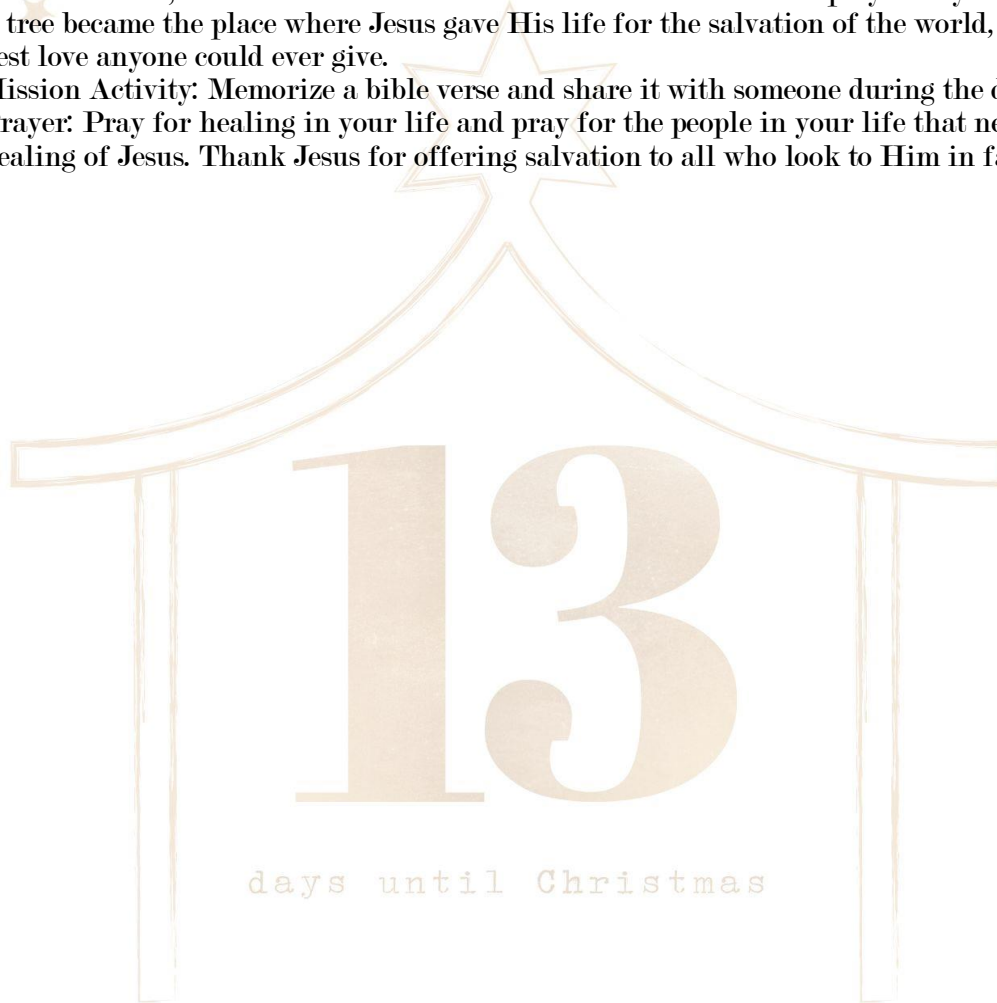 tree became the place where Jesus gave His life for the salvation of the world,
est love anyone could ever give.
Mission Activity: Memorize a bible verse and share it with someone during the
rayer: Pray for healing in your life and pray for the people in your life that ne
ealing of Jesus. Thank Jesus for offering salvation to all who look to Him in fa
13
days until Christmas